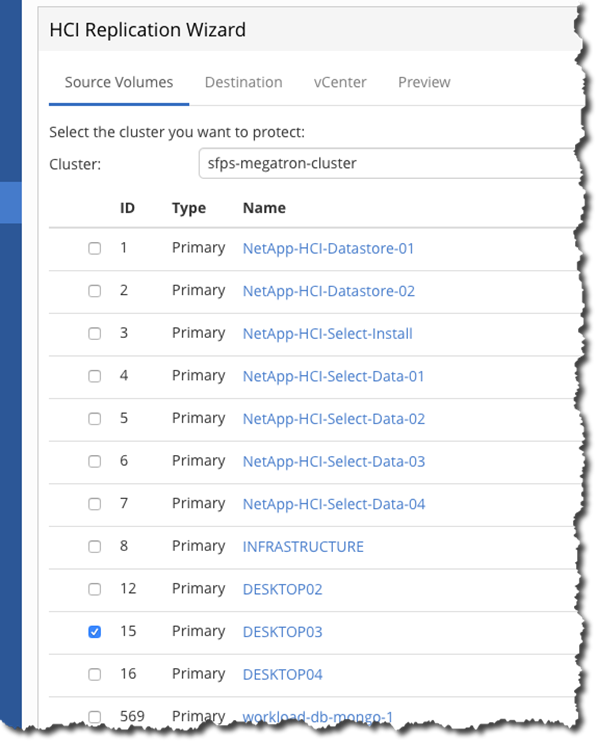 HCI Replication Wizard
Source Volumes Destination vCenter Preview
Select the cluster you want to protect:
Cluster: sfps-megatron-cluster
ID Type Name
1 Primary NetApp-HCI-Datastore-01
2 Primary NetApp-HCI-Datastore-02
3 Primary NetApp-HCI-Select-Install
4 Primary NetApp-HCI-Select-Data-01
5 Primary NetApp-HCI-Select-Data-02
6 Primary NetApp-HCI-Select-Data-03
7 Primary NetApp-HCI-Select-Data-04
8 Primary INFRASTRUCTURE
12 Primary DESKTOP02
15 Primary DESKTOP03
16 Primary DESKTOP04
569 Primary workload-db-mongo-1